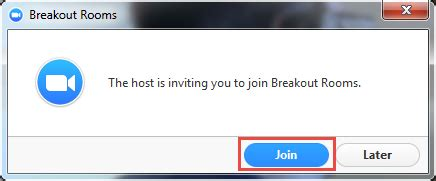 Breakout Rooms
The host is inviting you to join Breakout Rooms.
Join Later